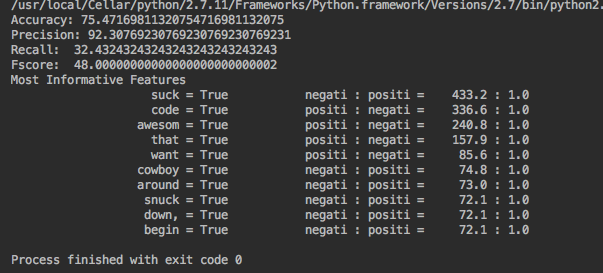 /usr/local/Cellar/python/2.7.11/Frameworks/Python.framework/Versions/2.7/bin/python2.
Accuracy: 75.47169811320754716981132075
Precision: 92.30769230769230769230769231
Recall:  32.43243243243243243243243243
Fscore:  48.00000000000000000000000002
Most Informative Features
suck = True negati : positi = 433.2 : 1.0
code = True positi : negati = 336.6 : 1.0
awesom = True positi : negati = 240.8 : 1.0
that = True positi : negati = 157.9 : 1.0
want = True positi : negati = 85.6 : 1.0
cowboy = True negati : positi = 74.8 : 1.0
around = True negati : positi = 73.0 : 1.0
snuck = True negati : positi = 72.1 : 1.0
down, = True negati : positi = 72.1 : 1.0
begin = True negati : positi = 72.1 : 1.0
Process finished with exit code 0